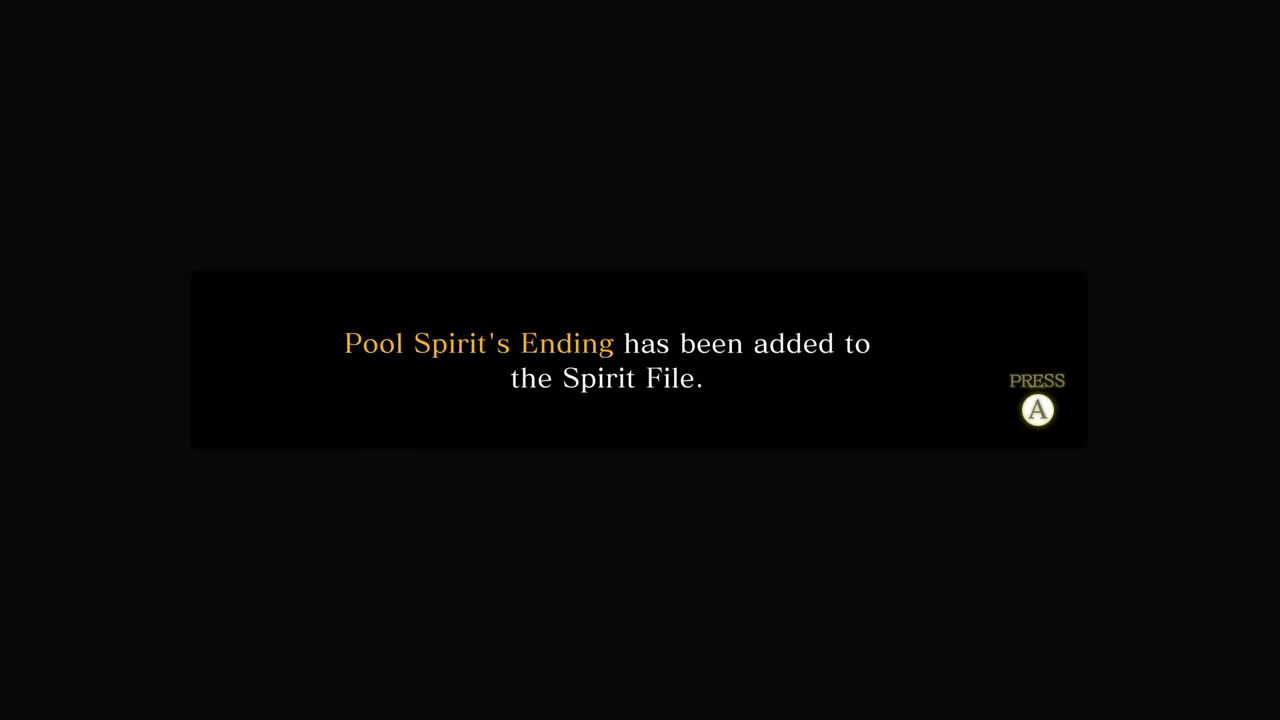 Pool Spirit's Ending has been added to
the Spirit File.
PRESS
A